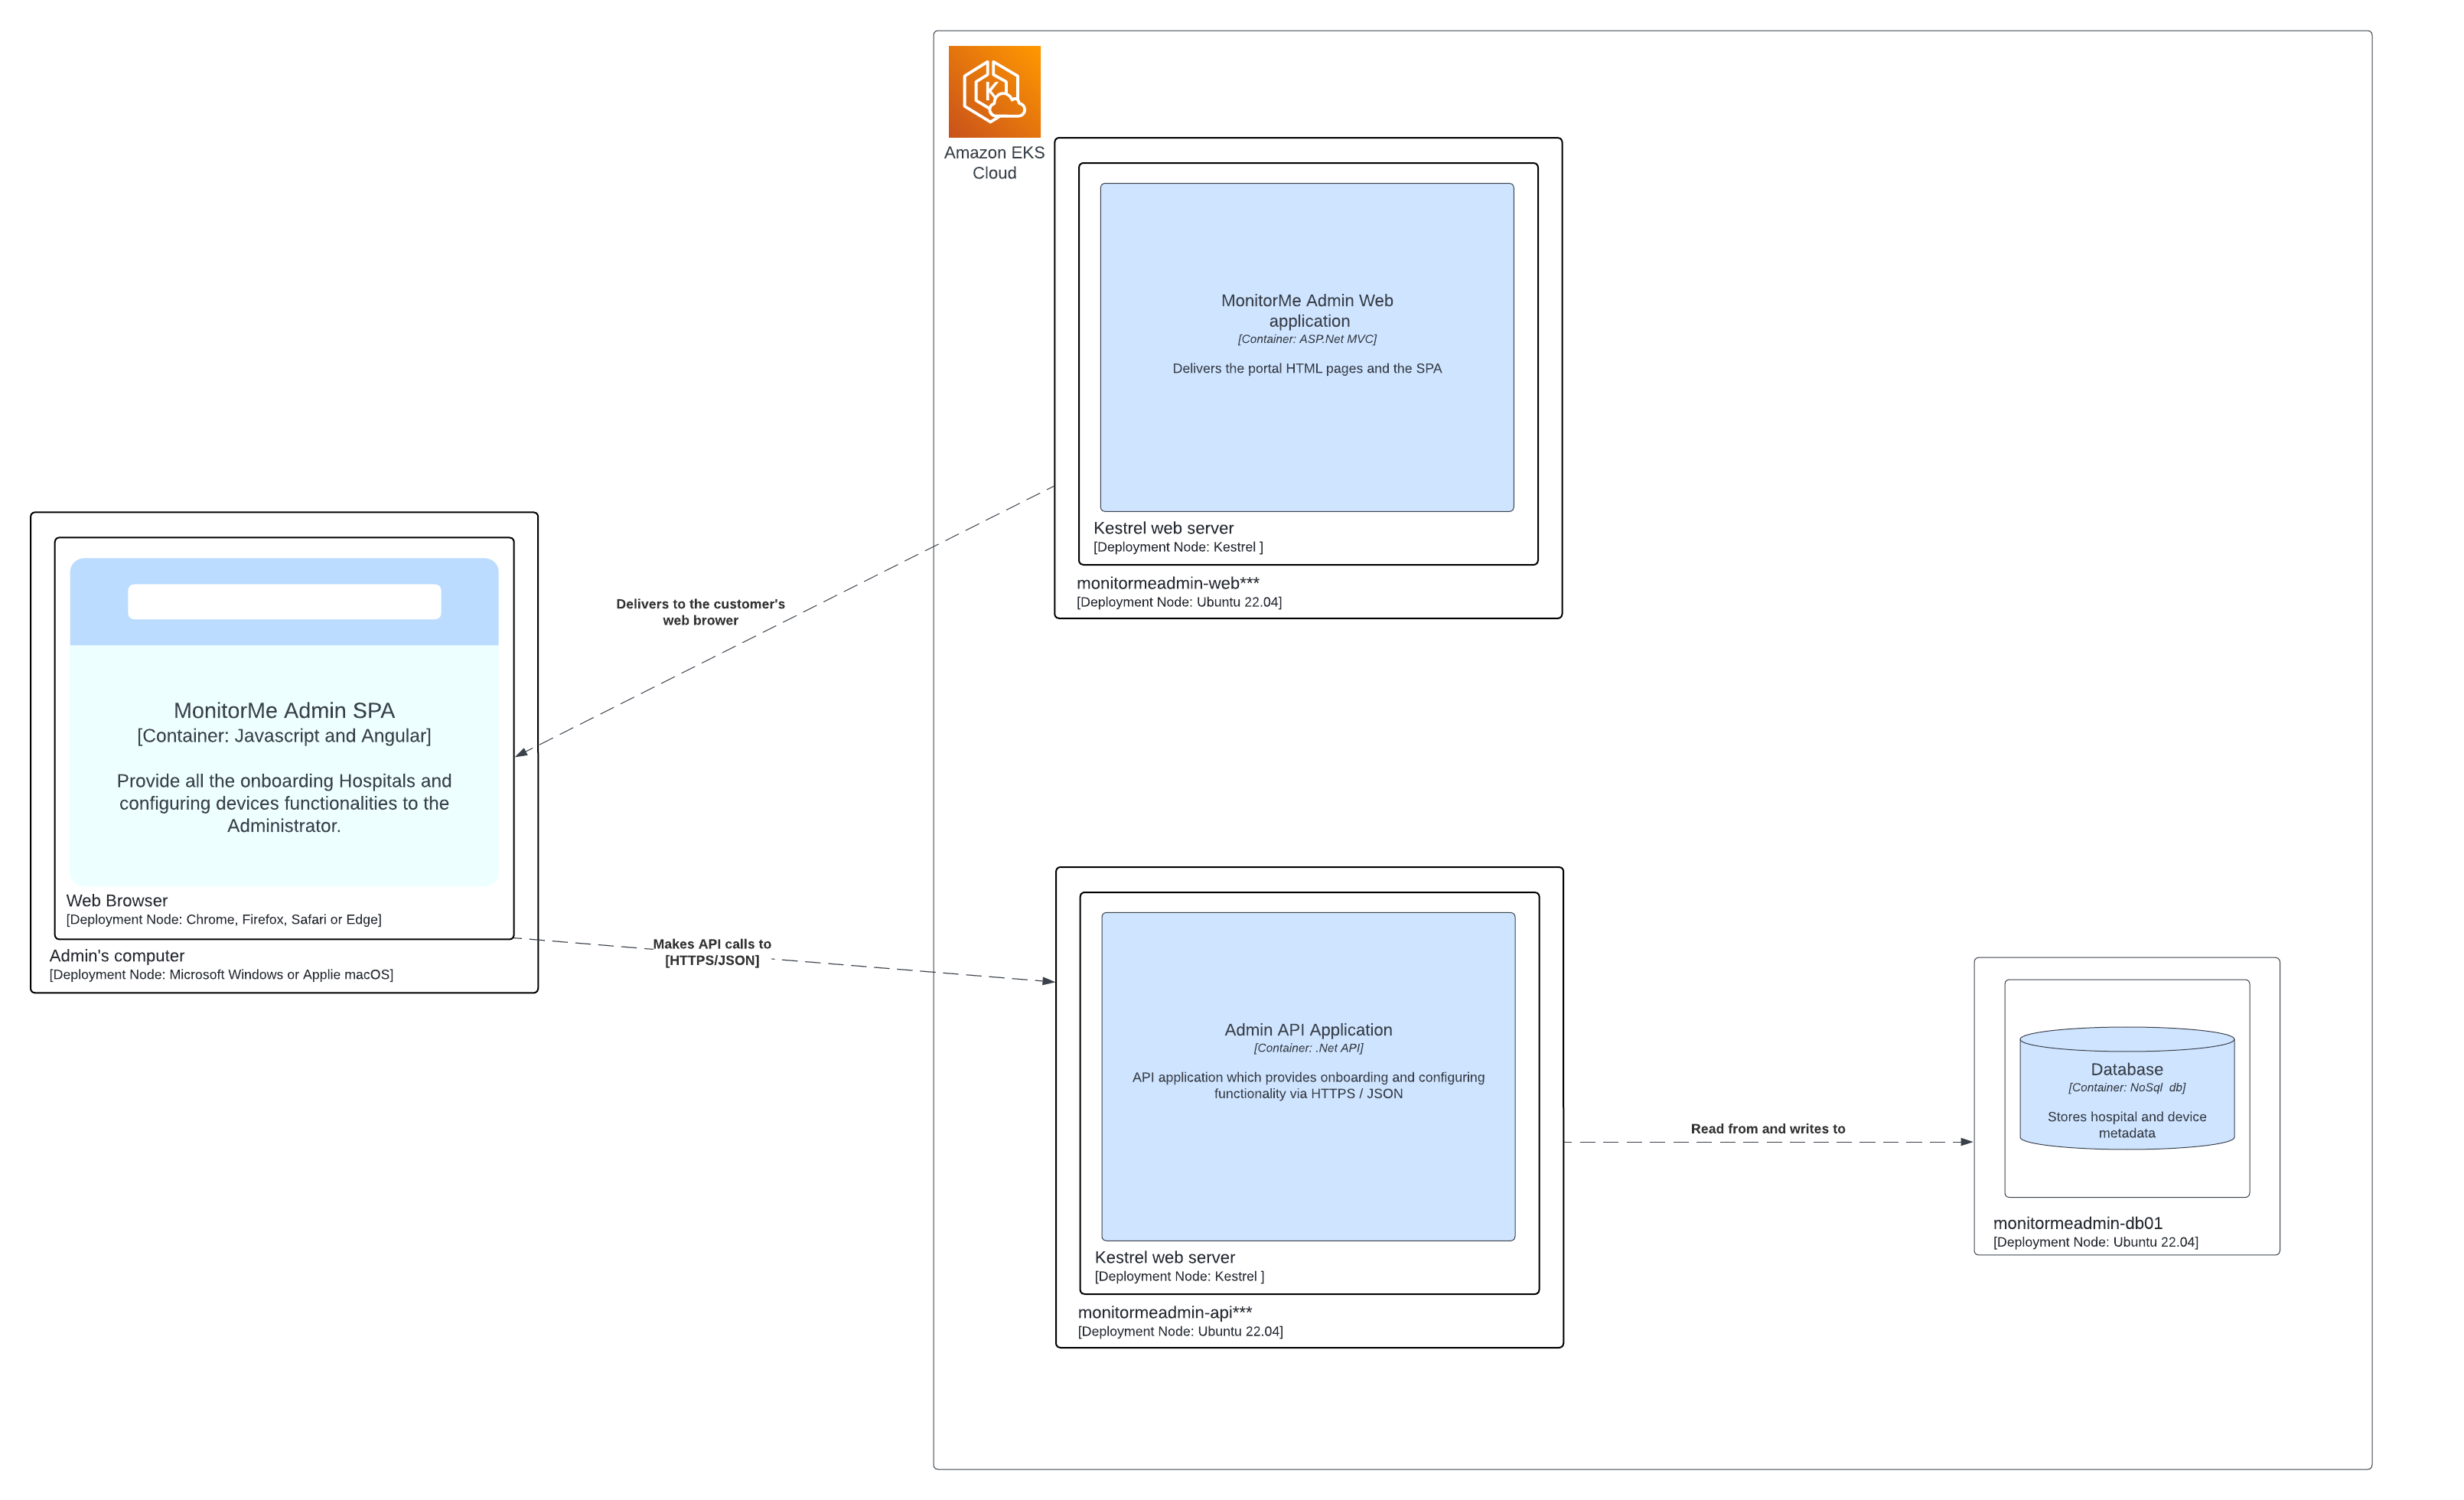 Amazon EKS
Cloud
MonitorMe Admin Web
application
[Container: ASP.Net MVC]
Delivers the portal HTML pages and the SPA
Kestrel web server
[Deployment Node: Kestrel ]
monitormeadmin-web***
[Deployment Node: Ubuntu 22.04]
Delivers to the customer's
web brower
MonitorMe Admin SPA
[Container: Javascript and Angular]
Provide all the onboarding Hospitals and
configuring devices functionalities to the
Administrator.
Web Browser
[Deployment Node: Chrome, Firefox, Safari or Edge]
Admin's computer
[Deployment Node: Microsoft Windows or Applie macOS]
Makes API calls to
[HTTPS/JSON]
Admin API Application
[Container: .Net API]
API application which provides onboarding and configuring
functionality via HTTPS / JSON
Kestrel web server
[Deployment Node: Kestrel ]
monitormeadmin-api***
[Deployment Node: Ubuntu 22.04]
Read from and writes to
Database
[Container: NoSql  db]
Stores hospital and device
metadata
monitormeadmin-db01
[Deployment Node: Ubuntu 22.04]